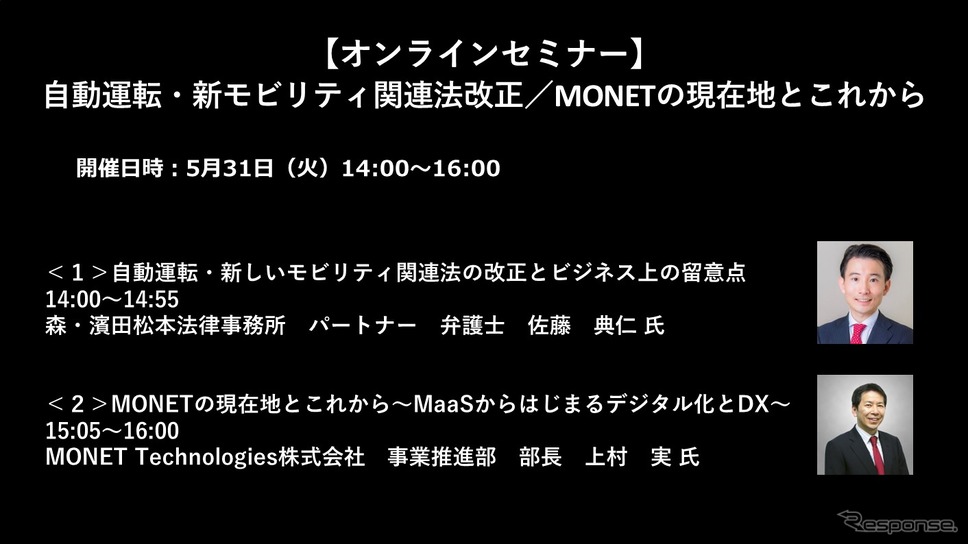 【オンラインセミナー】
自動運転・新モビリティ関連法改正／MONETの現在地とこれから
開催日時：5月31日（火）14:00～16:00
＜１＞自動運転・新しいモビリティ関連法の改正とビジネス上の留意点
14:00～14:55
森・濱田松本法律事務所　パートナー　弁護士　佐藤　典仁 氏
＜２＞MONETの現在地とこれから～MaaSからはじまるデジタル化とDX～
15:05～16:00
MONET Technologies株式会社　事業推進部　部長　上村　実 氏
Response.